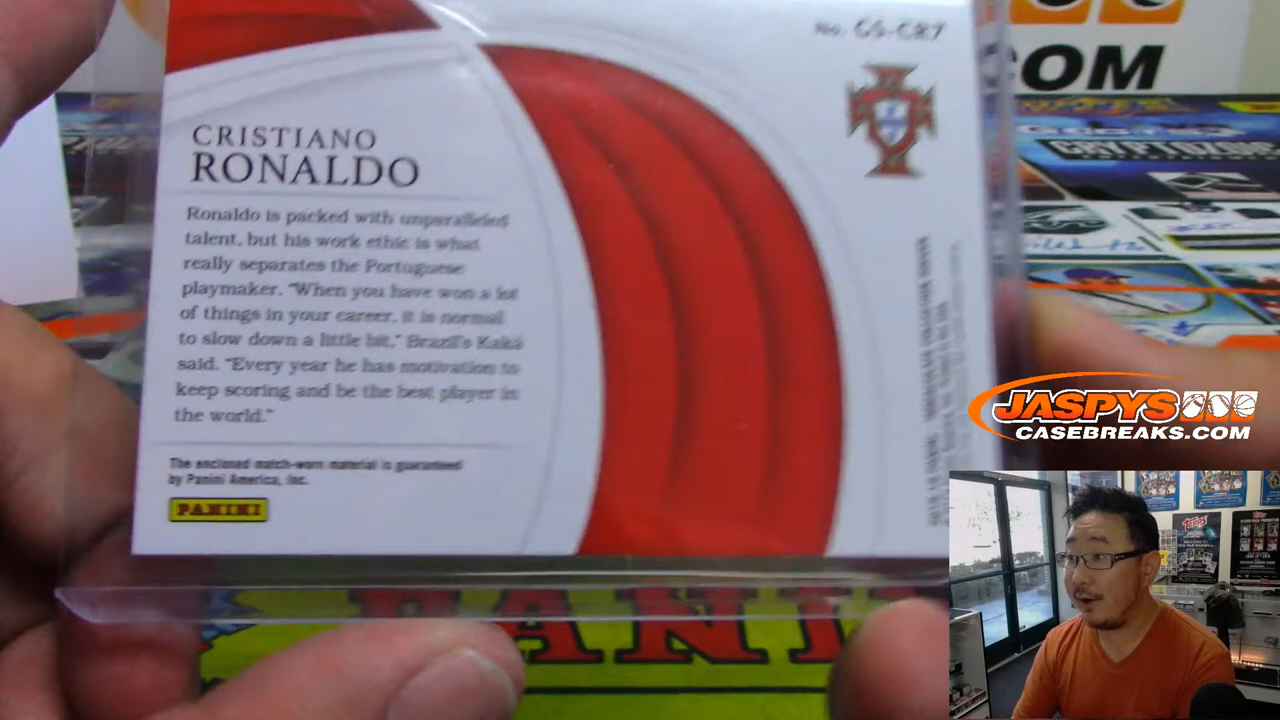 No. GS-CR7
COM
CRISTIANO
RONALDO
Ronaldo is packed with unparalleled
talent, but his work ethic is what
really separates the Portuguese
playmaker. "When you have won a lot
of things in your career, it is normal
to slow down a little bit," Brazil's Kaká
said. "Every year he has motivation to
keep scoring and be the best player in
the world."
The enclosed match-worn material is guaranteed
by Panini America, Inc.
PANINI
CRYPTOZOIC
JASPYS
CASEBREAKS.COM
PANINI
Topps